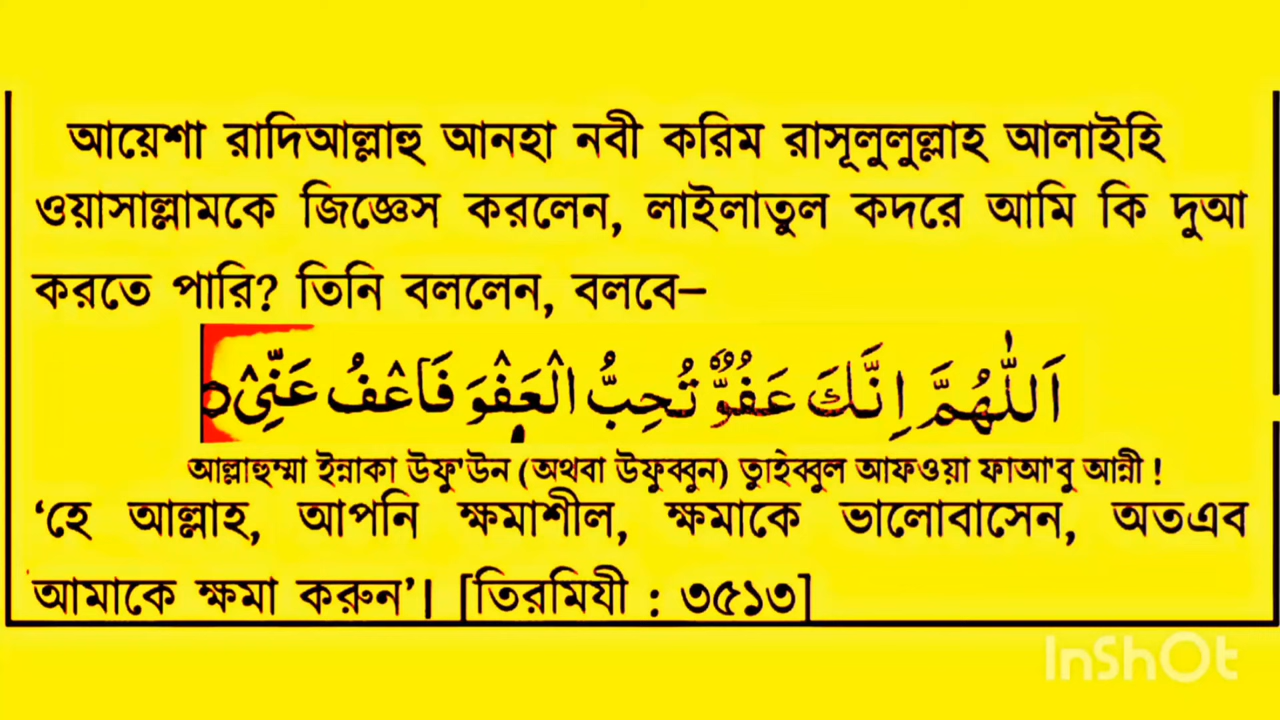 আয়েশা রাদিআল্লাহু আনহা নবী করিম রাসূলুলুল্লাহ আলাইহি
ওয়াসাল্লামকে জিজ্ঞেস করলেন, লাইলাতুল কদরে আমি কি দুআ
করতে পারি? তিনি বললেন, বলবে–
اَللّٰهُمَّ اِنَّكَ عَفُوٌّ تُحِبُّ الْعَفْوَ فَاعْفُ عَنِّيْ
আল্লাহুম্মা ইন্নাকা উফু'উন (অথবা উফুব্বুন) তুহিব্বুল আফওয়া ফাআ'বু আন্নী !
‘হে আল্লাহ, আপনি ক্ষমাশীল, ক্ষমাকে ভালোবাসেন, অতএব
আমাকে ক্ষমা করুন’। [তিরমিযী : ৩৫১৩]
InShOt